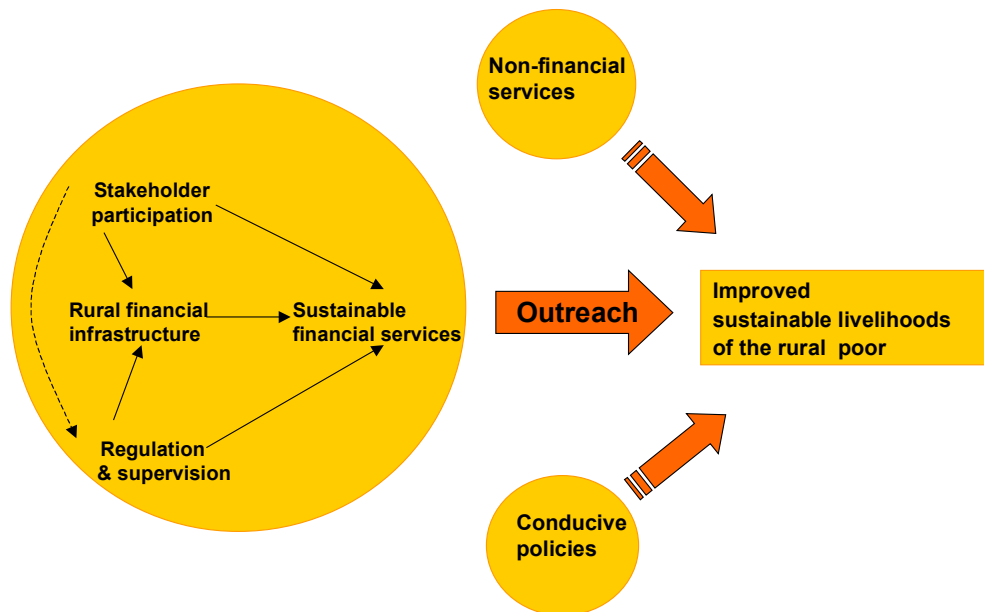 Non-financial
services
Stakeholder
participation
Rural financial
infrastructure
Sustainable
financial services
Outreach
Improved
sustainable livelihoods
of the rural poor
Regulation
& supervision
Conducive
policies